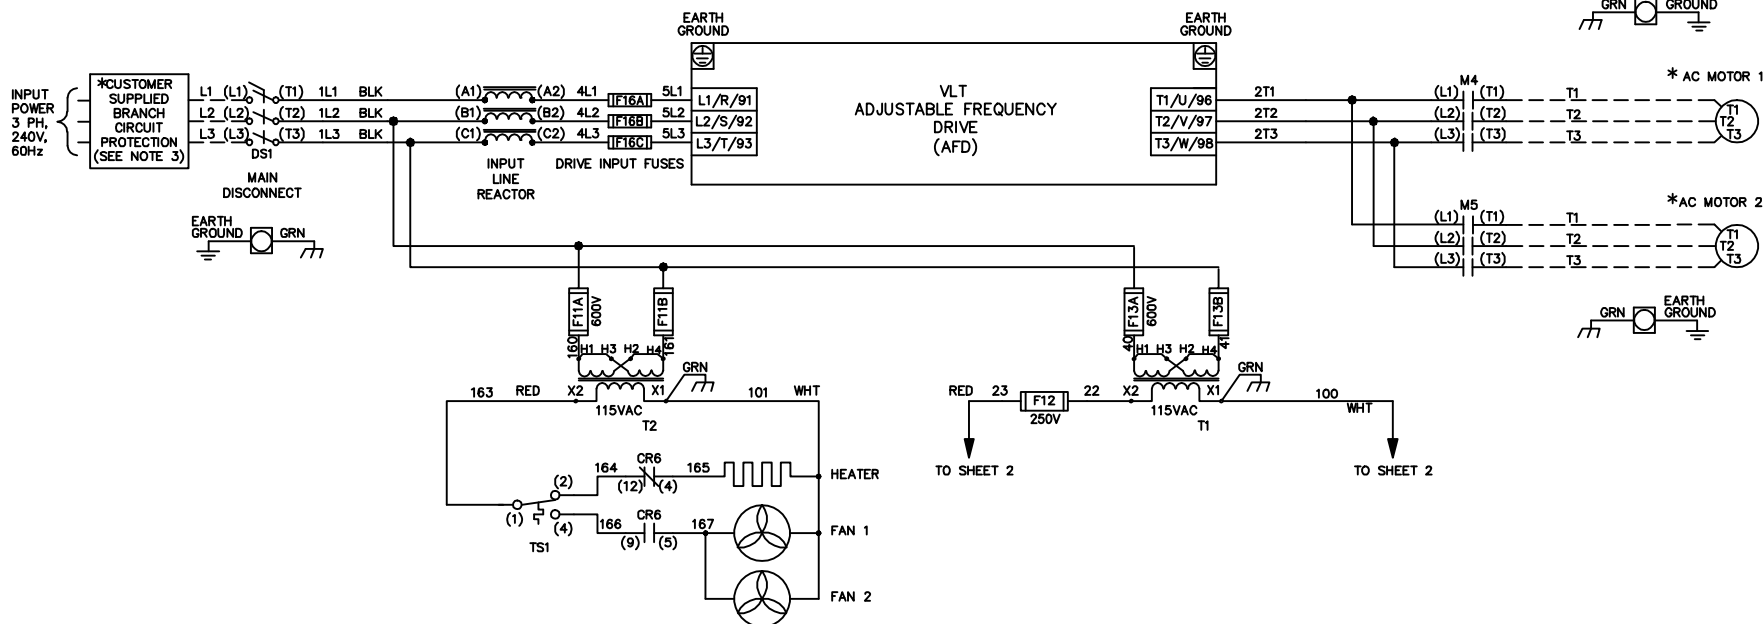 GRN GROUND
EARTH GROUND
EARTH GROUND
INPUT POWER 3 PH, 240V, 60Hz
*CUSTOMER SUPPLIED BRANCH CIRCUIT PROTECTION (SEE NOTE 3)
L1 (L1) (T1) 1L1 BLK (A1) (A2) 4L1 F16A 5L1 L1/R/91
L2 (L2) (T2) 1L2 BLK (B1) (B2) 4L2 F16B 5L2 L2/S/92
L3 (L3) (T3) 1L3 BLK (C1) (C2) 4L3 F16C 5L3 L3/T/93
DS1
MAIN DISCONNECT
INPUT LINE REACTOR
DRIVE INPUT FUSES
VLT
ADJUSTABLE FREQUENCY
DRIVE
(AFD)
T1/U/96 2T1
T2/V/97 2T2
T3/W/98 2T3
M4
* AC MOTOR 1
(L1) (T1) T1 T1
(L2) (T2) T2 T2
(L3) (T3) T3 T3
M5
*AC MOTOR 2
(L1) (T1) T1 T1
(L2) (T2) T2 T2
(L3) (T3) T3 T3
EARTH GROUND GRN
GRN EARTH GROUND
F11A 600V F11B
160 161
H1 H3 H2 H4
GRN
163 RED X2 X1 101 WHT
115VAC
T2
F13A 600V F13B
40 41
H1 H3 H2 H4
GRN
RED 23 F12 22 X2 X1 100 WHT
250V
115VAC
T1
TO SHEET 2
TO SHEET 2
CR6
(2) 164 (12) (4) 165 HEATER
(1)
TS1
CR6
(4) 166 (9) (5) 167 FAN 1
FAN 2